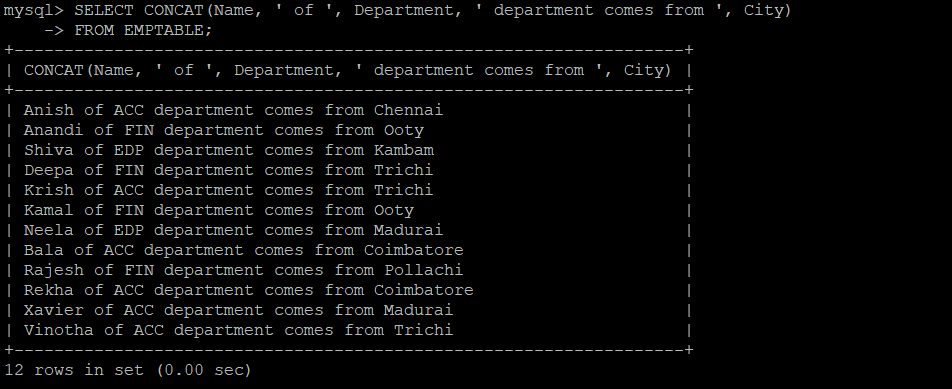 mysql> SELECT CONCAT(Name, ' of ', Department, ' department comes from ', City)
    -> FROM EMPTABLE;
+-------------------------------------------------------------------+
| CONCAT(Name, ' of ', Department, ' department comes from ', City) |
+-------------------------------------------------------------------+
| Anish of ACC department comes from Chennai                        |
| Anandi of FIN department comes from Ooty                          |
| Shiva of EDP department comes from Kambam                         |
| Deepa of FIN department comes from Trichi                         |
| Krish of ACC department comes from Trichi                         |
| Kamal of FIN department comes from Ooty                           |
| Neela of EDP department comes from Madurai                        |
| Bala of ACC department comes from Coimbatore                      |
| Rajesh of FIN department comes from Pollachi                      |
| Rekha of ACC department comes from Coimbatore                     |
| Xavier of ACC department comes from Madurai                       |
| Vinotha of ACC department comes from Trichi                       |
+-------------------------------------------------------------------+
12 rows in set (0.00 sec)